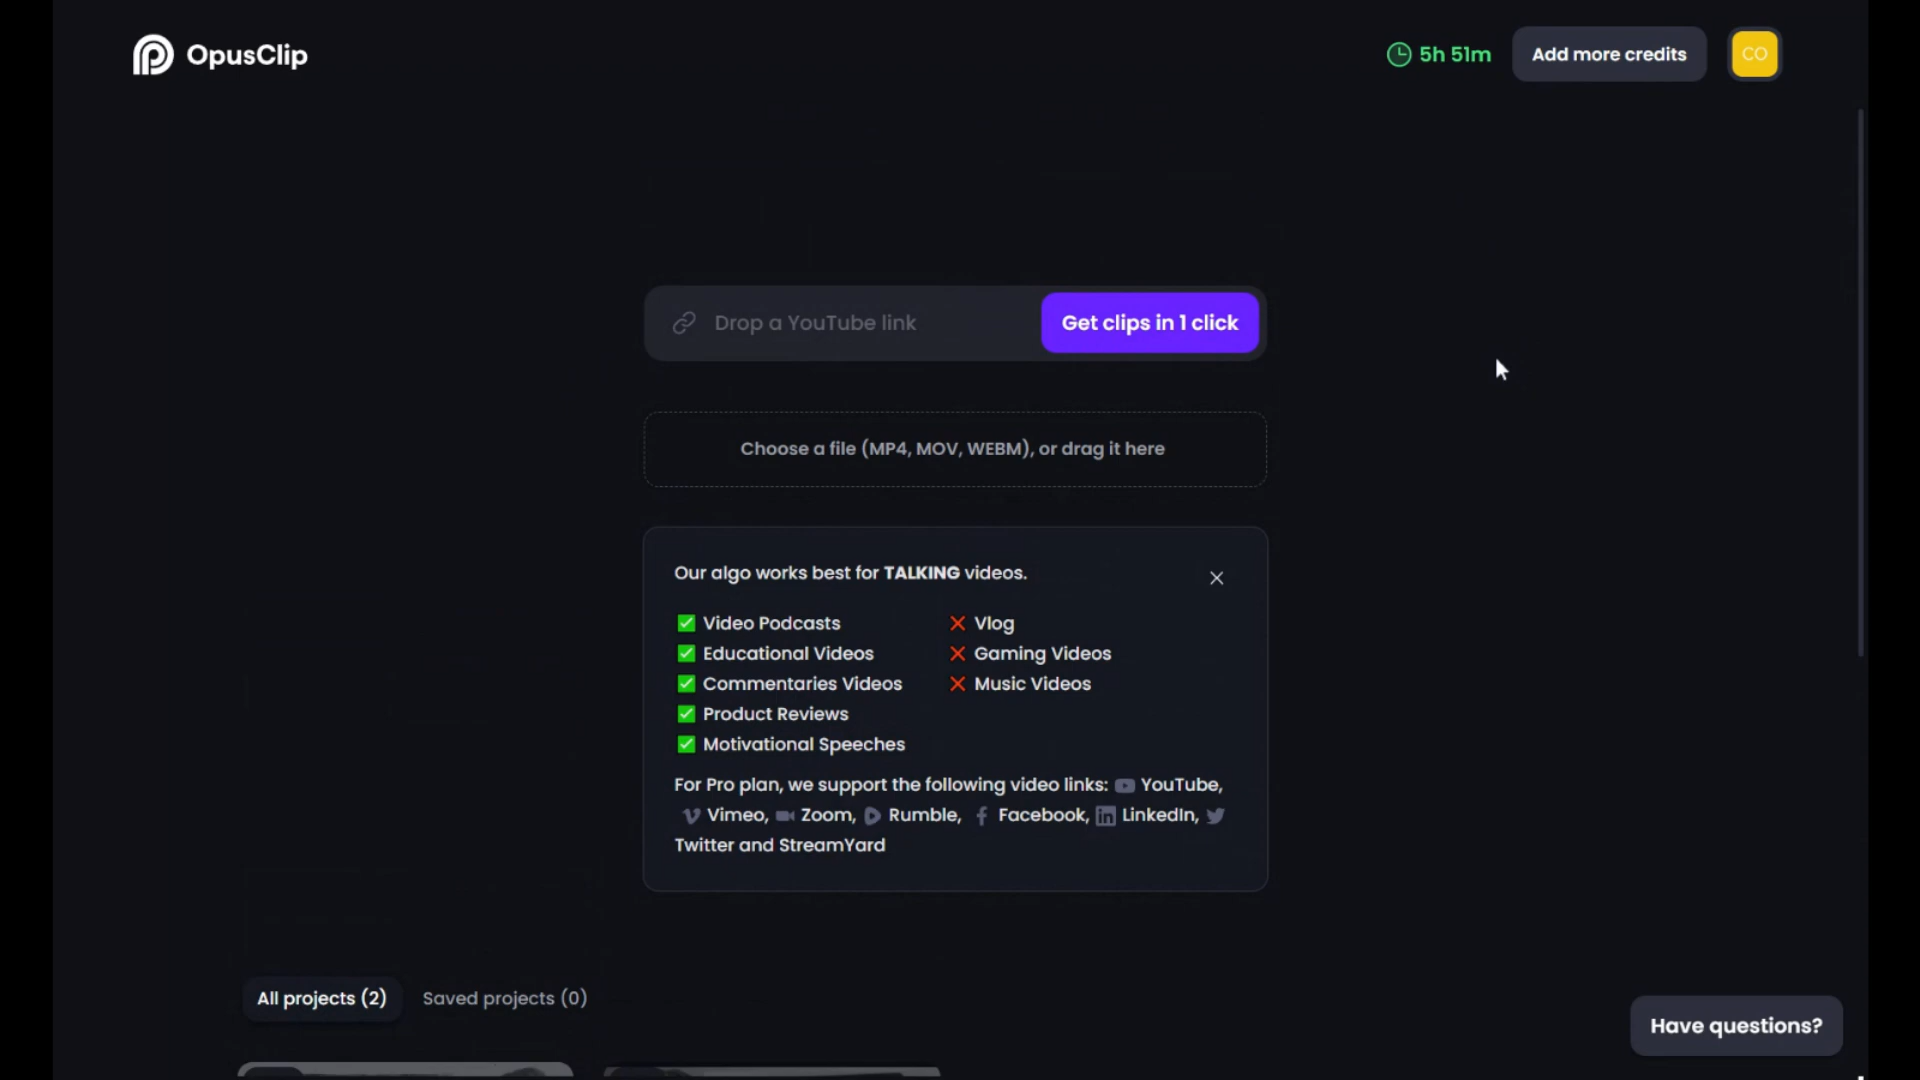 OpusClip
5h 51m
Add more credits
CO
Drop a YouTube link
Get clips in 1 click
Choose a file (MP4, MOV, WEBM), or drag it here
Our algo works best for TALKING videos.
✅ Video Podcasts
❌ Vlog
✅ Educational Videos
❌ Gaming Videos
✅ Commentaries Videos
❌ Music Videos
✅ Product Reviews
✅ Motivational Speeches
For Pro plan, we support the following video links: YouTube,
Vimeo, Zoom, Rumble, Facebook, LinkedIn,
Twitter and StreamYard
All projects (2)
Saved projects (0)
Have questions?